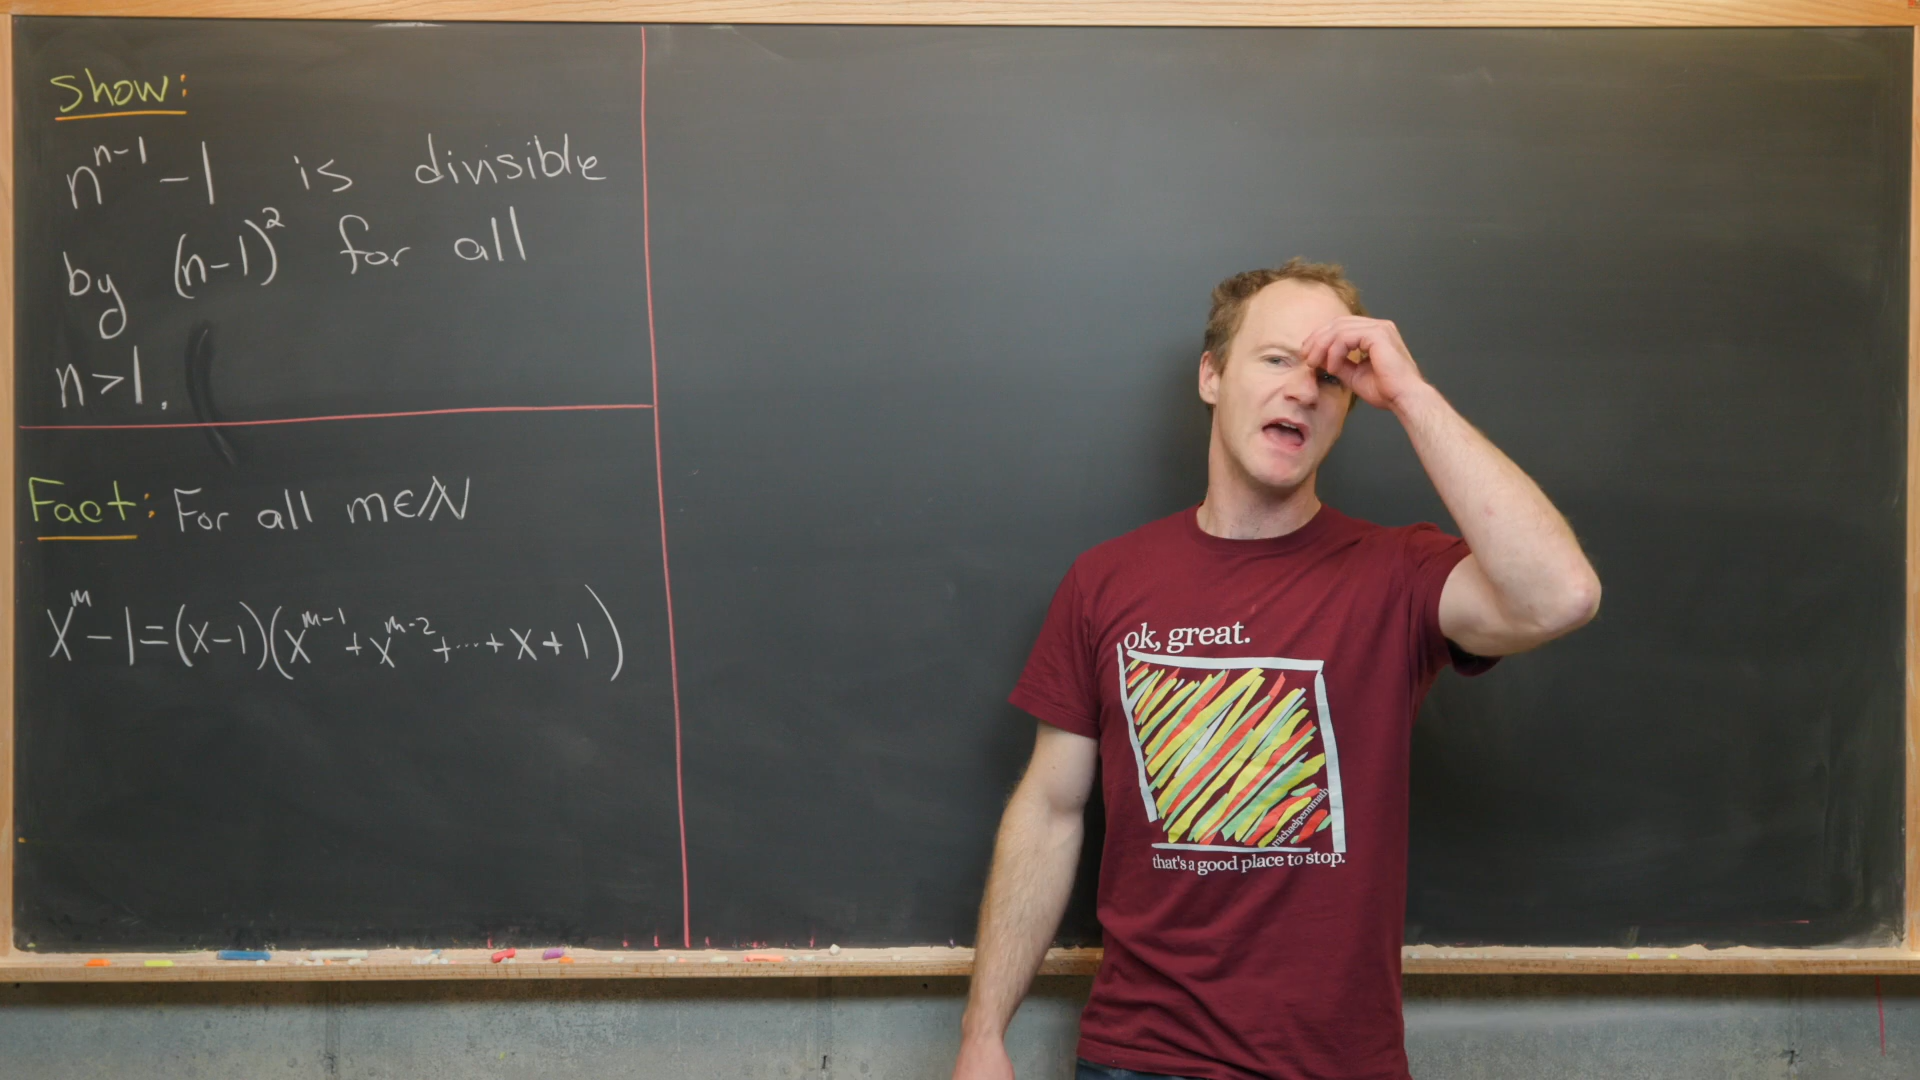 Show:
n^{n-1} - 1 is divisible
by (n-1)^2 for all
n > 1.
Fact: For all m∈ℕ
x^m - 1 = (x-1)(x^{m-1} + x^{m-2} + ... + x + 1)
ok, great.
michaelpennmath
that's a good place to stop.